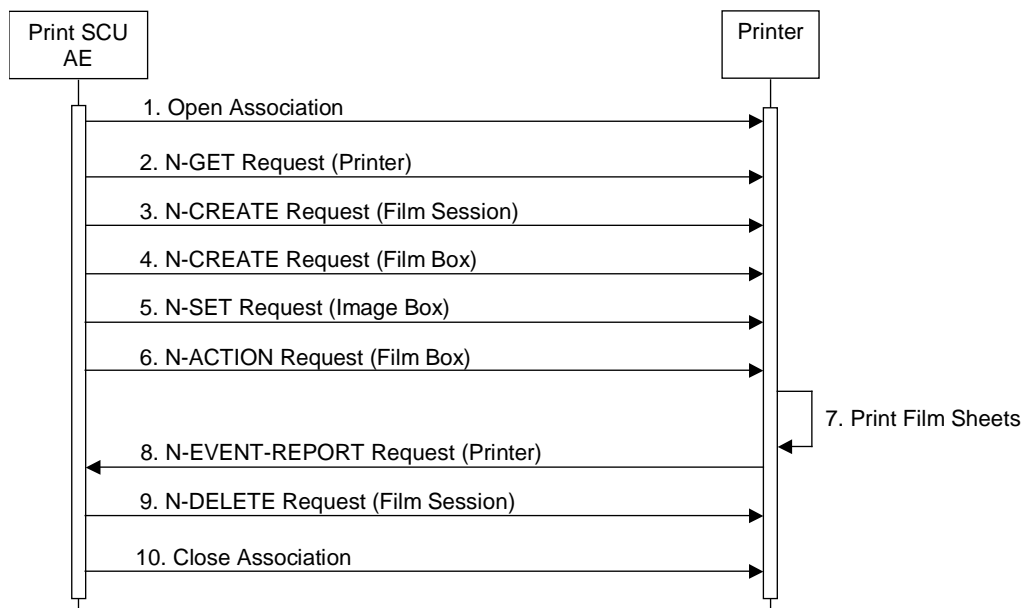 Print SCU
AE
Printer
1. Open Association
2. N-GET Request (Printer)
3. N-CREATE Request (Film Session)
4. N-CREATE Request (Film Box)
5. N-SET Request (Image Box)
6. N-ACTION Request (Film Box)
7. Print Film Sheets
8. N-EVENT-REPORT Request (Printer)
9. N-DELETE Request (Film Session)
10. Close Association